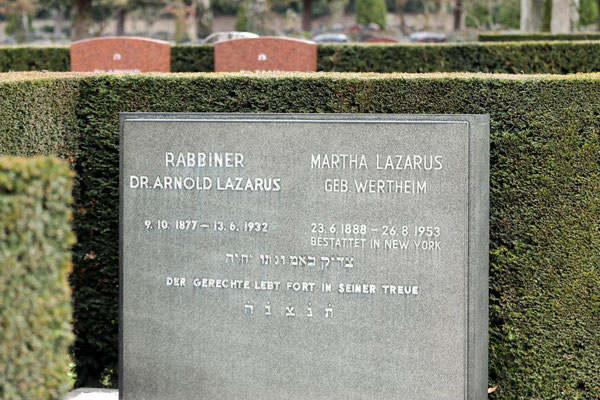 RABBINER
DR. ARNOLD LAZARUS
9. 10. 1877 — 13. 6. 1932
MARTHA LAZARUS
GEB. WERTHEIM
23. 6. 1888 — 26. 8. 1953
BESTATTET IN NEW YORK
צדיק באמונתו יחיה
DER GERECHTE LEBT FORT IN SEINER TREUE
ת נ צ ב ה